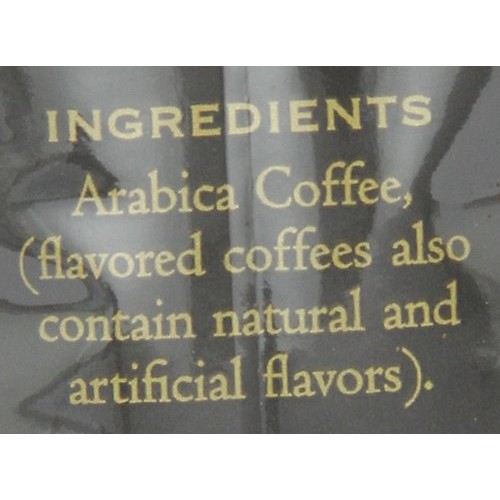 INGREDIENTS
Arabica Coffee,
(flavored coffees also
contain natural and
artificial flavors).